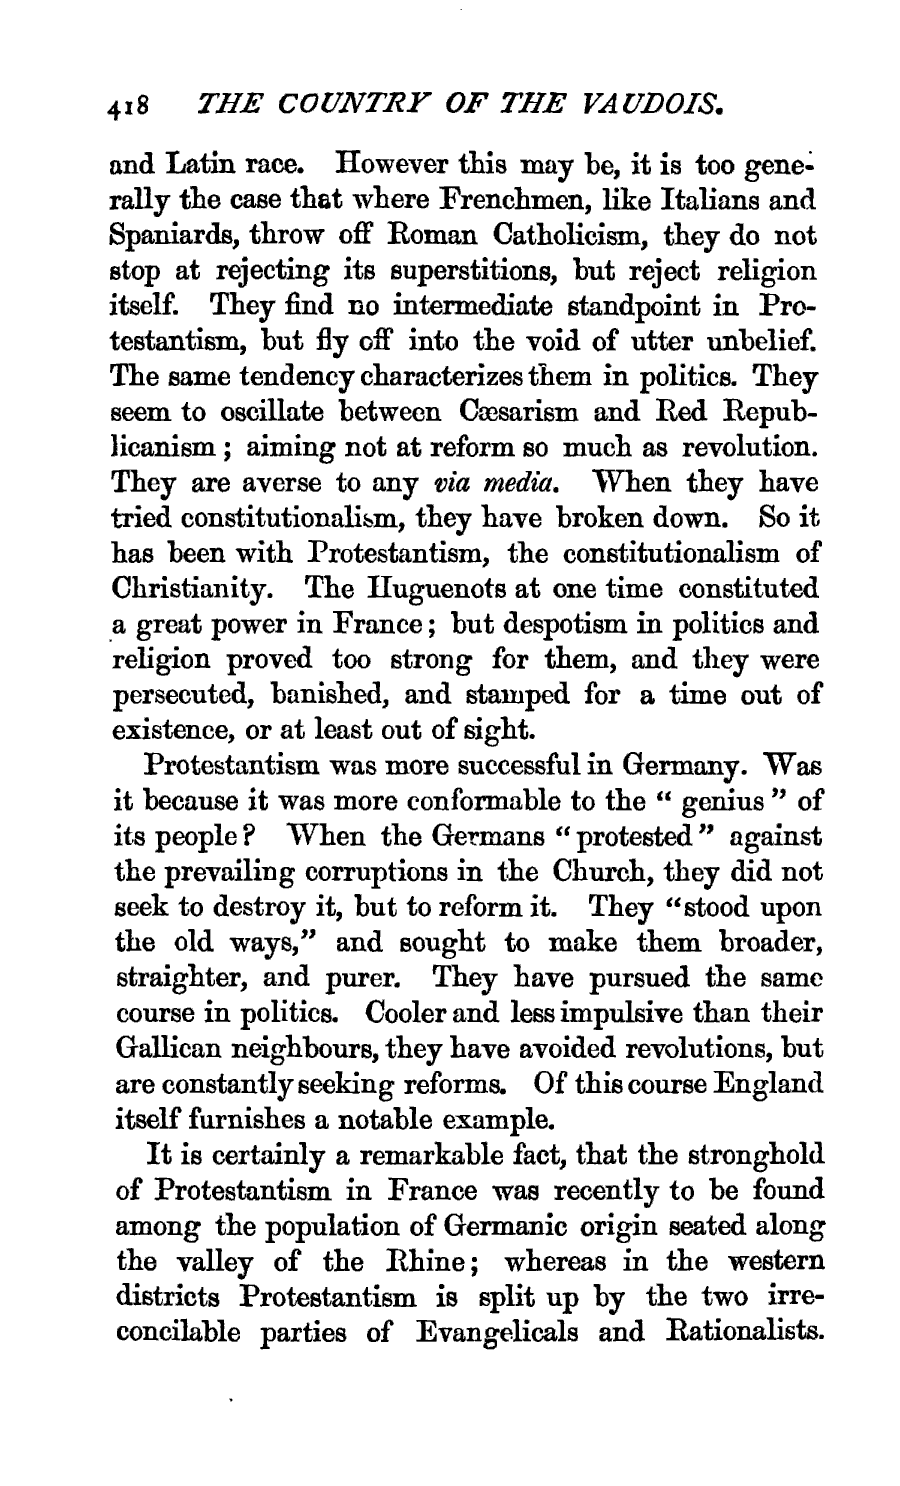 418 THE COUNTRY OF THE VAUDOIS.
and Latin race. However this may be, it is too gene-
rally the case that where Frenchmen, like Italians and
Spaniards, throw off Roman Catholicism, they do not
stop at rejecting its superstitions, but reject religion
itself. They find no intermediate standpoint in Pro-
testantism, but fly off into the void of utter unbelief.
The same tendency characterizes them in politics. They
seem to oscillate between Cæsarism and Red Repub-
licanism ; aiming not at reform so much as revolution.
They are averse to any via media. When they have
tried constitutionalism, they have broken down. So it
has been with Protestantism, the constitutionalism of
Christianity. The Huguenots at one time constituted
a great power in France ; but despotism in politics and
religion proved too strong for them, and they were
persecuted, banished, and stamped for a time out of
existence, or at least out of sight.
Protestantism was more successful in Germany. Was
it because it was more conformable to the “ genius ” of
its people ? When the Germans “ protested ” against
the prevailing corruptions in the Church, they did not
seek to destroy it, but to reform it. They “stood upon
the old ways,” and sought to make them broader,
straighter, and purer. They have pursued the same
course in politics. Cooler and less impulsive than their
Gallican neighbours, they have avoided revolutions, but
are constantly seeking reforms. Of this course England
itself furnishes a notable example.
It is certainly a remarkable fact, that the stronghold
of Protestantism in France was recently to be found
among the population of Germanic origin seated along
the valley of the Rhine ; whereas in the western
districts Protestantism is split up by the two irre-
concilable parties of Evangelicals and Rationalists.